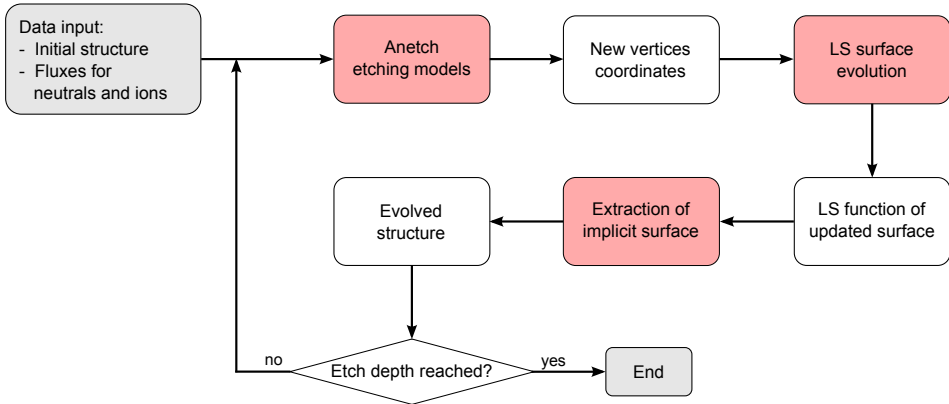 Data input:
- Initial structure
- Fluxes for
neutrals and ions
Anetch
etching models
New vertices
coordinates
LS surface
evolution
LS function of
updated surface
Extraction of
implicit surface
Evolved
structure
Etch depth reached?
no
yes
End